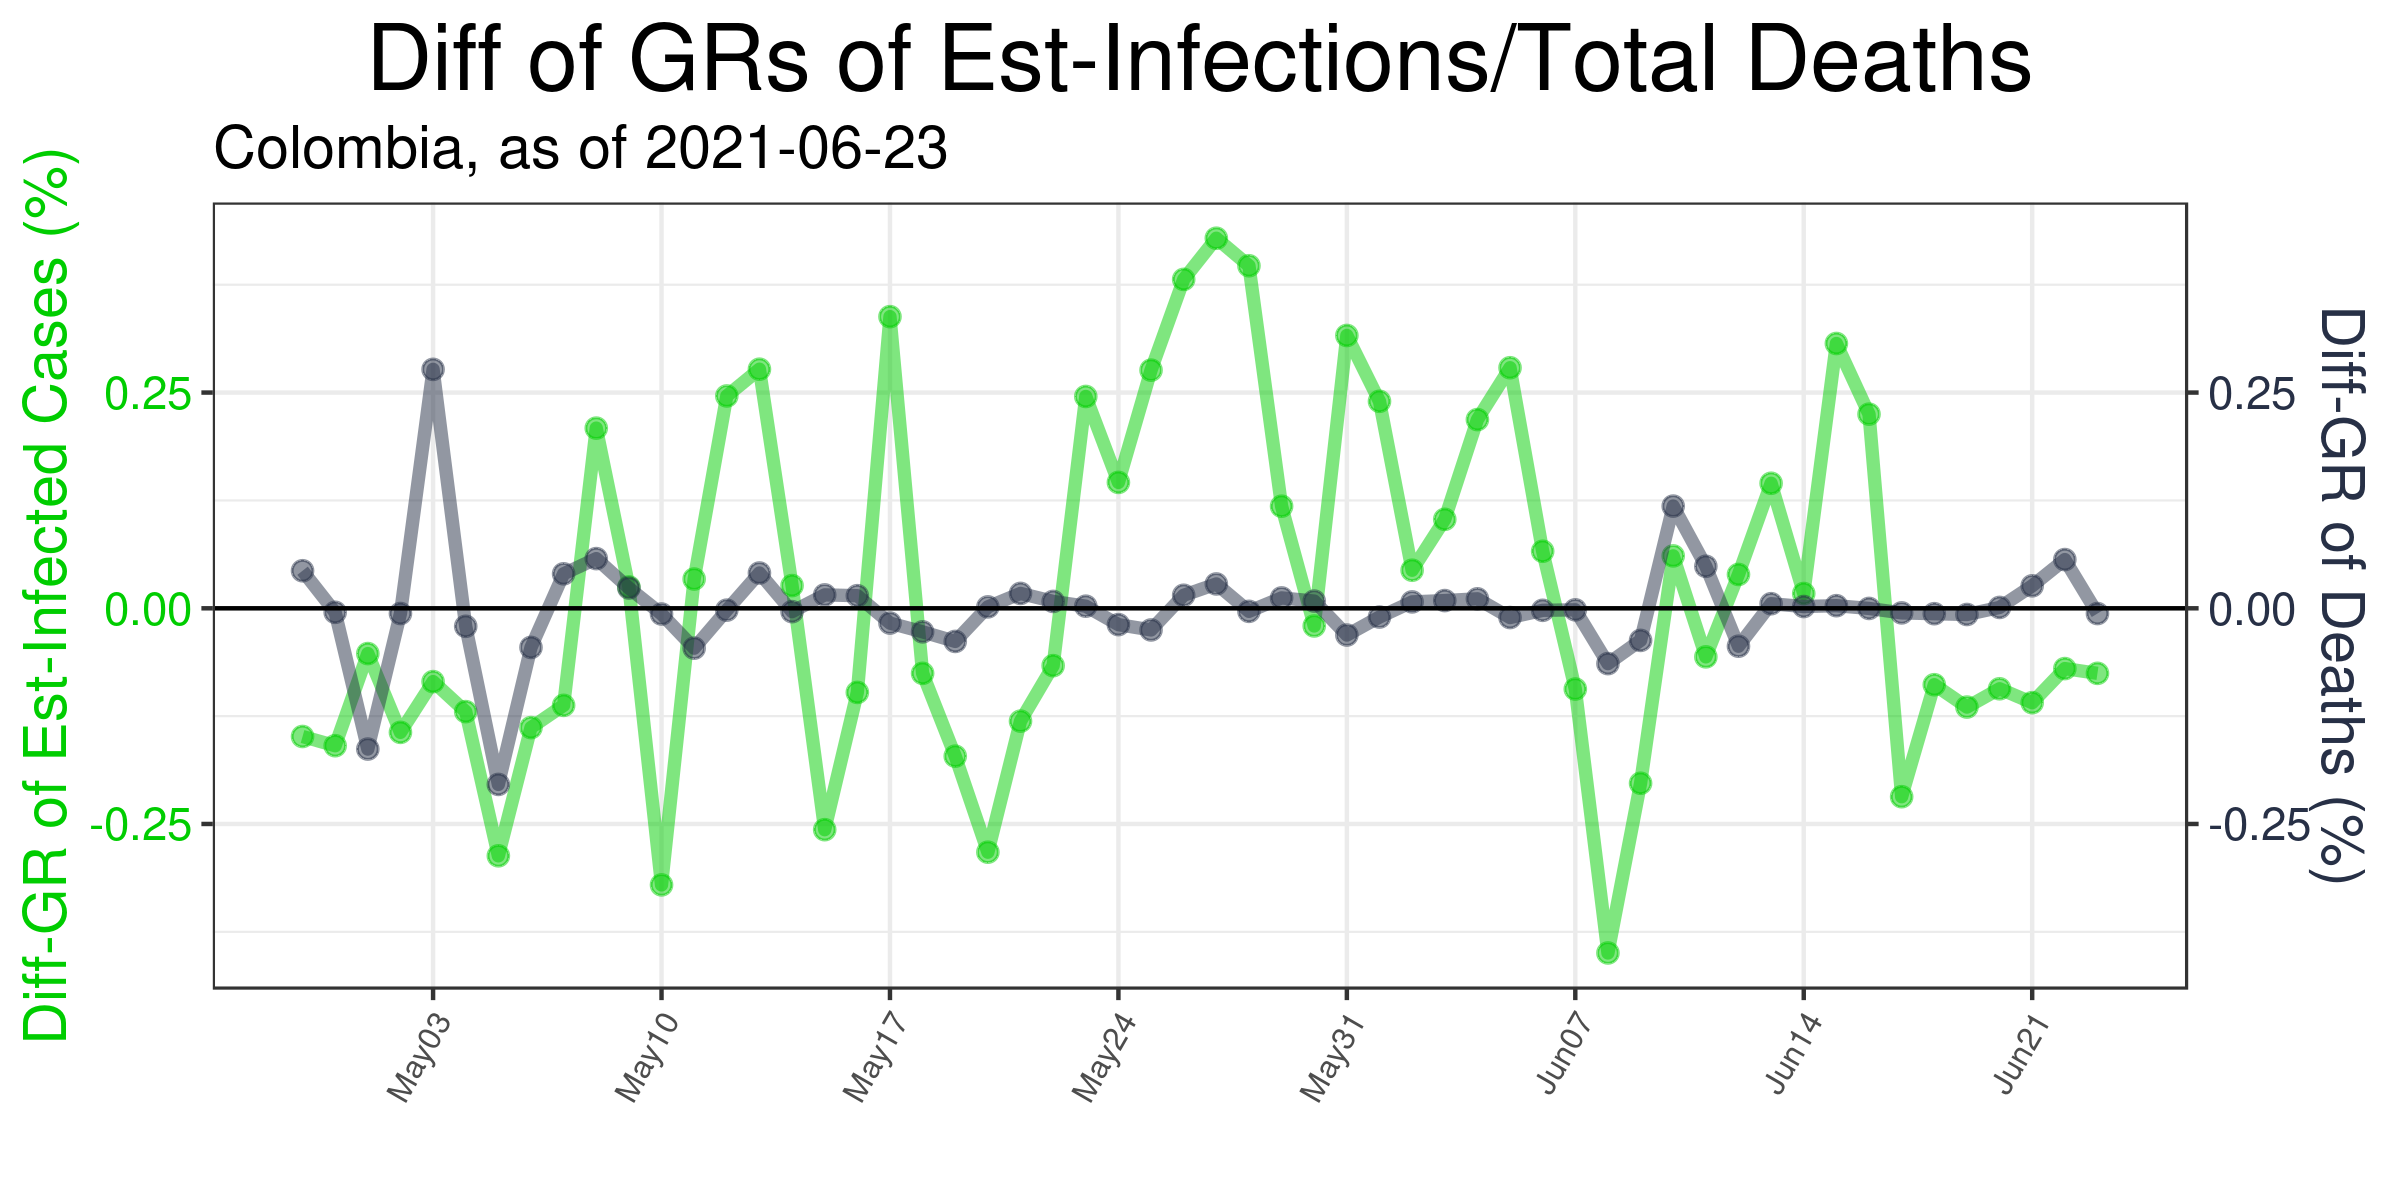 Diff of GRs of Est-Infections/Total Deaths
Colombia, as of 2021-06-23
Diff-GR of Est-Infected Cases (%)
0.25
0.00
-0.25
0.25
0.00
-0.25
Diff-GR of Deaths (%)
May03
May10
May17
May24
May31
Jun07
Jun14
Jun21